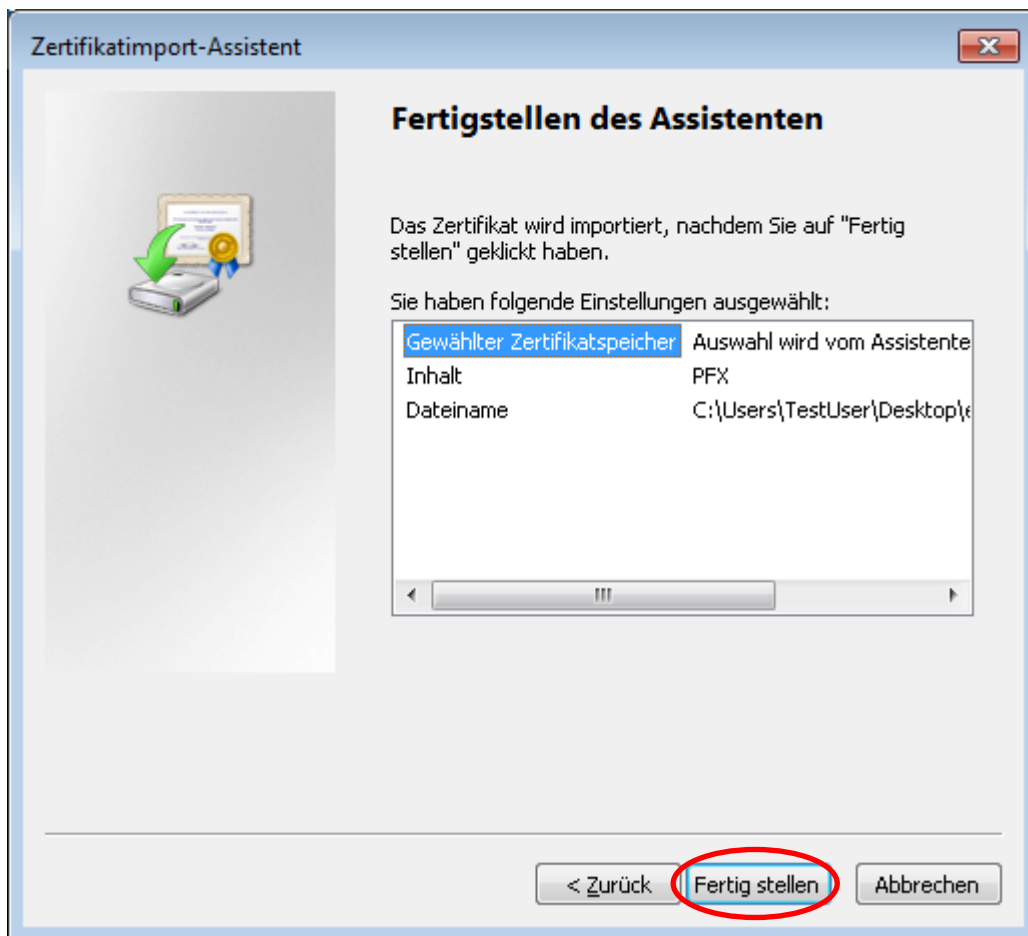 Zertifikatimport-Assistent
Fertigstellen des Assistenten
Das Zertifikat wird importiert, nachdem Sie auf "Fertig
stellen" geklickt haben.
Sie haben folgende Einstellungen ausgewählt:
Gewählter Zertifikatspeicher Auswahl wird vom Assistente
Inhalt PFX
Dateiname C:\Users\TestUser\Desktop\e
< Zurück Fertig stellen Abbrechen